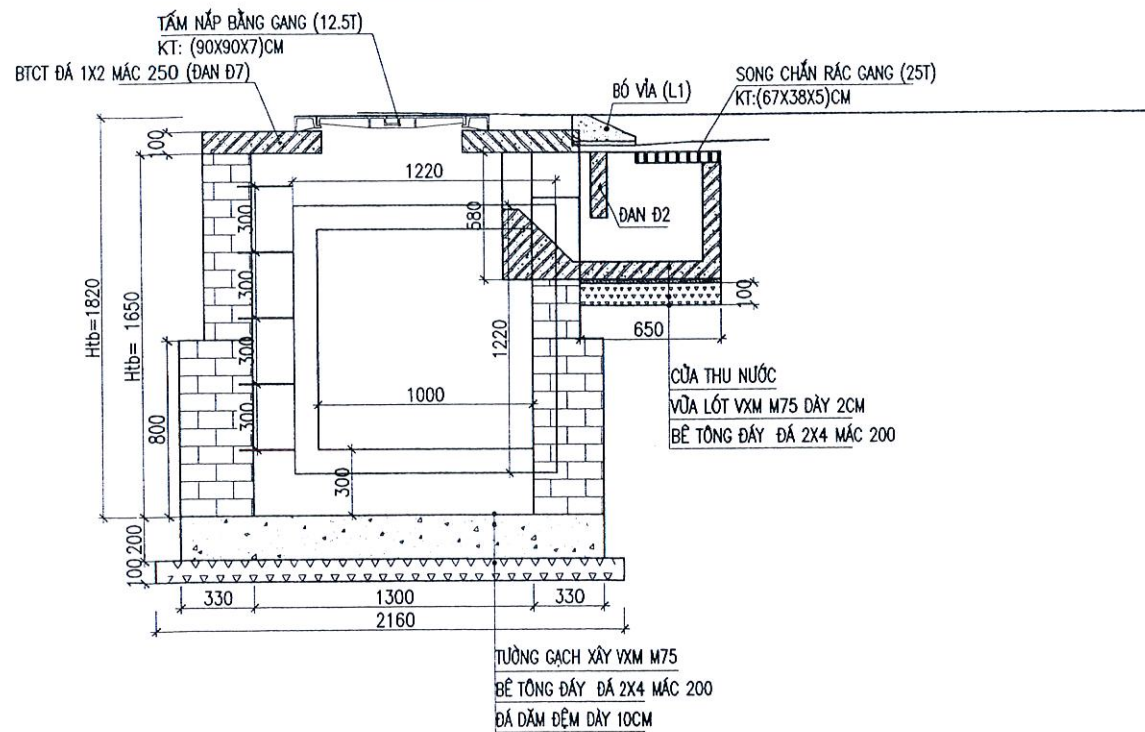 TẤM NẮP BẰNG GANG (12.5T)
KT: (90X90X7)CM
BTCT ĐÁ 1X2 MÁC 250 (ĐAN Đ7)
BÓ VỈA (L1)
SONG CHẮN RÁC GANG (25T)
KT:(67X38X5)CM
100
1220
580
ĐAN Đ2
300
300
300
300
Htb=1820
Htb= 1650
100
650
1220
1000
800
300
CỬA THU NƯỚC
VỮA LÓT VXM M75 DÀY 2CM
BÊ TÔNG ĐÁY ĐÁ 2X4 MÁC 200
200
100
330
1300
330
2160
TƯỜNG GẠCH XÂY VXM M75
BÊ TÔNG ĐÁY ĐÁ 2X4 MÁC 200
ĐÁ DĂM ĐỆM DÀY 10CM